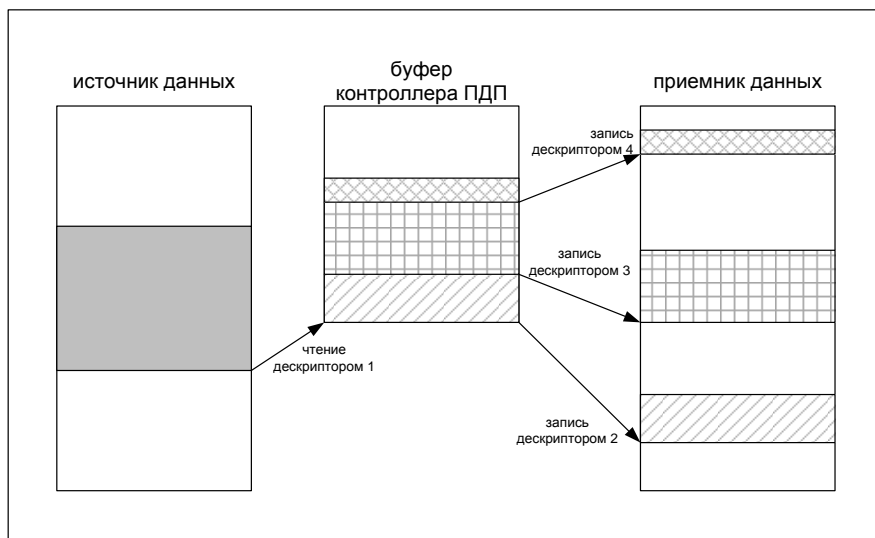 источник данных
буфер
контроллера ПДП
приемник данных
запись
дескриптором 4
запись
дескриптором 3
чтение
дескриптором 1
запись
дескриптором 2